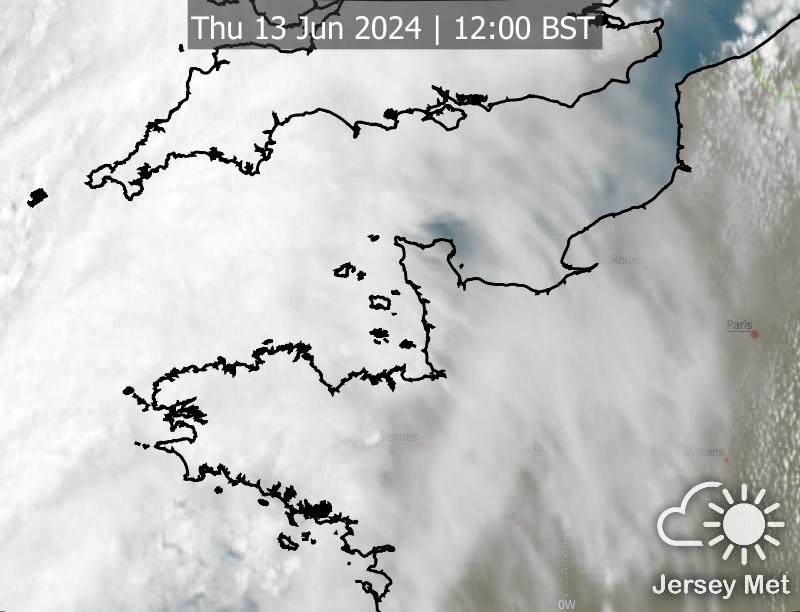 Thu 13 Jun 2024 | 12:00 BST
Rouen
Paris
Rennes
Orleans
Jersey Met
0W